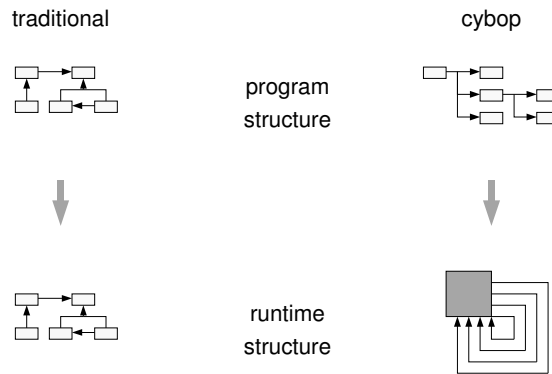 traditional
cybop
program
structure
runtime
structure